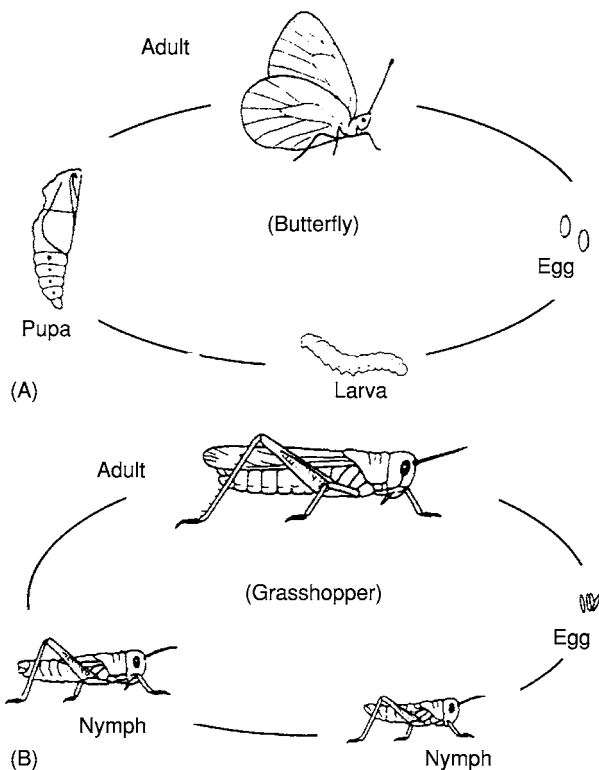 Adult
(Butterfly)
Egg
Pupa
Larva
(A)
Adult
(Grasshopper)
Egg
Nymph
Nymph
(B)